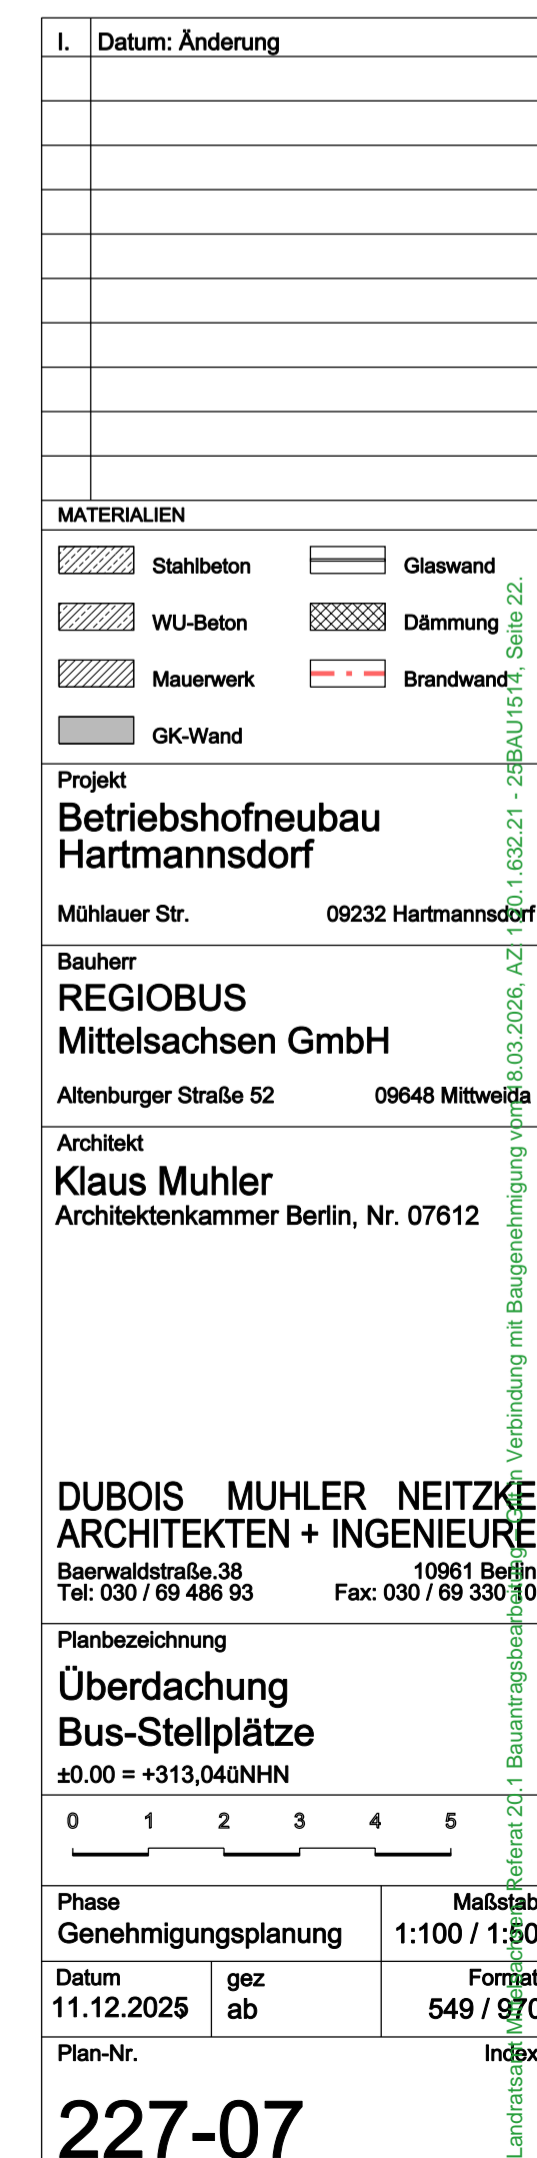 I. Datum: Änderung
MATERIALIEN
Stahlbeton Glaswand
WU-Beton Dämmung
Mauerwerk Brandwand
GK-Wand
Projekt
Betriebshofneubau
Hartmannsdorf
Mühlauer Str. 09232 Hartmannsdorf
Bauherr
REGIOBUS
Mittelsachsen GmbH
Altenburger Straße 52 09648 Mittweida
Architekt
Klaus Muhler
Architektenkammer Berlin, Nr. 07612
DUBOIS MUHLER NEITZKE
ARCHITEKTEN + INGENIEURE
Baerwaldstraße.38 10961 Berlin
Tel: 030 / 69 486 93 Fax: 030 / 69 330
Planbezeichnung
Überdachung
Bus-Stellplätze
±0.00 = +313,04üNHN
0 1 2 3 4 5
Phase Maßstab
Genehmigungsplanung 1:100 / 1:50
Datum gez Format
11.12.2025 ab 549 / 970
Plan-Nr. Index
227-07
Landratsamt Mittelsachsen, Referat 20.1 Bauantragsbearbeitung - Gilt in Verbindung mit Baugenehmigung vom 18.03.2026, AZ: 20.1.632.21 - 25BAU1514, Seite 22.